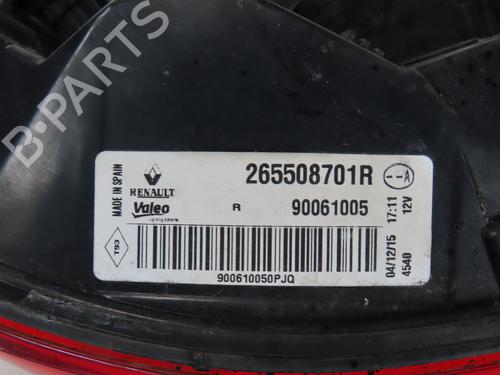 B-PARTS
MADE IN SPAIN
RENAULT
Valeo
265508701R
R
90061005
--A
04/12/15 17:11
4540 12V
T93
900610050PJQ